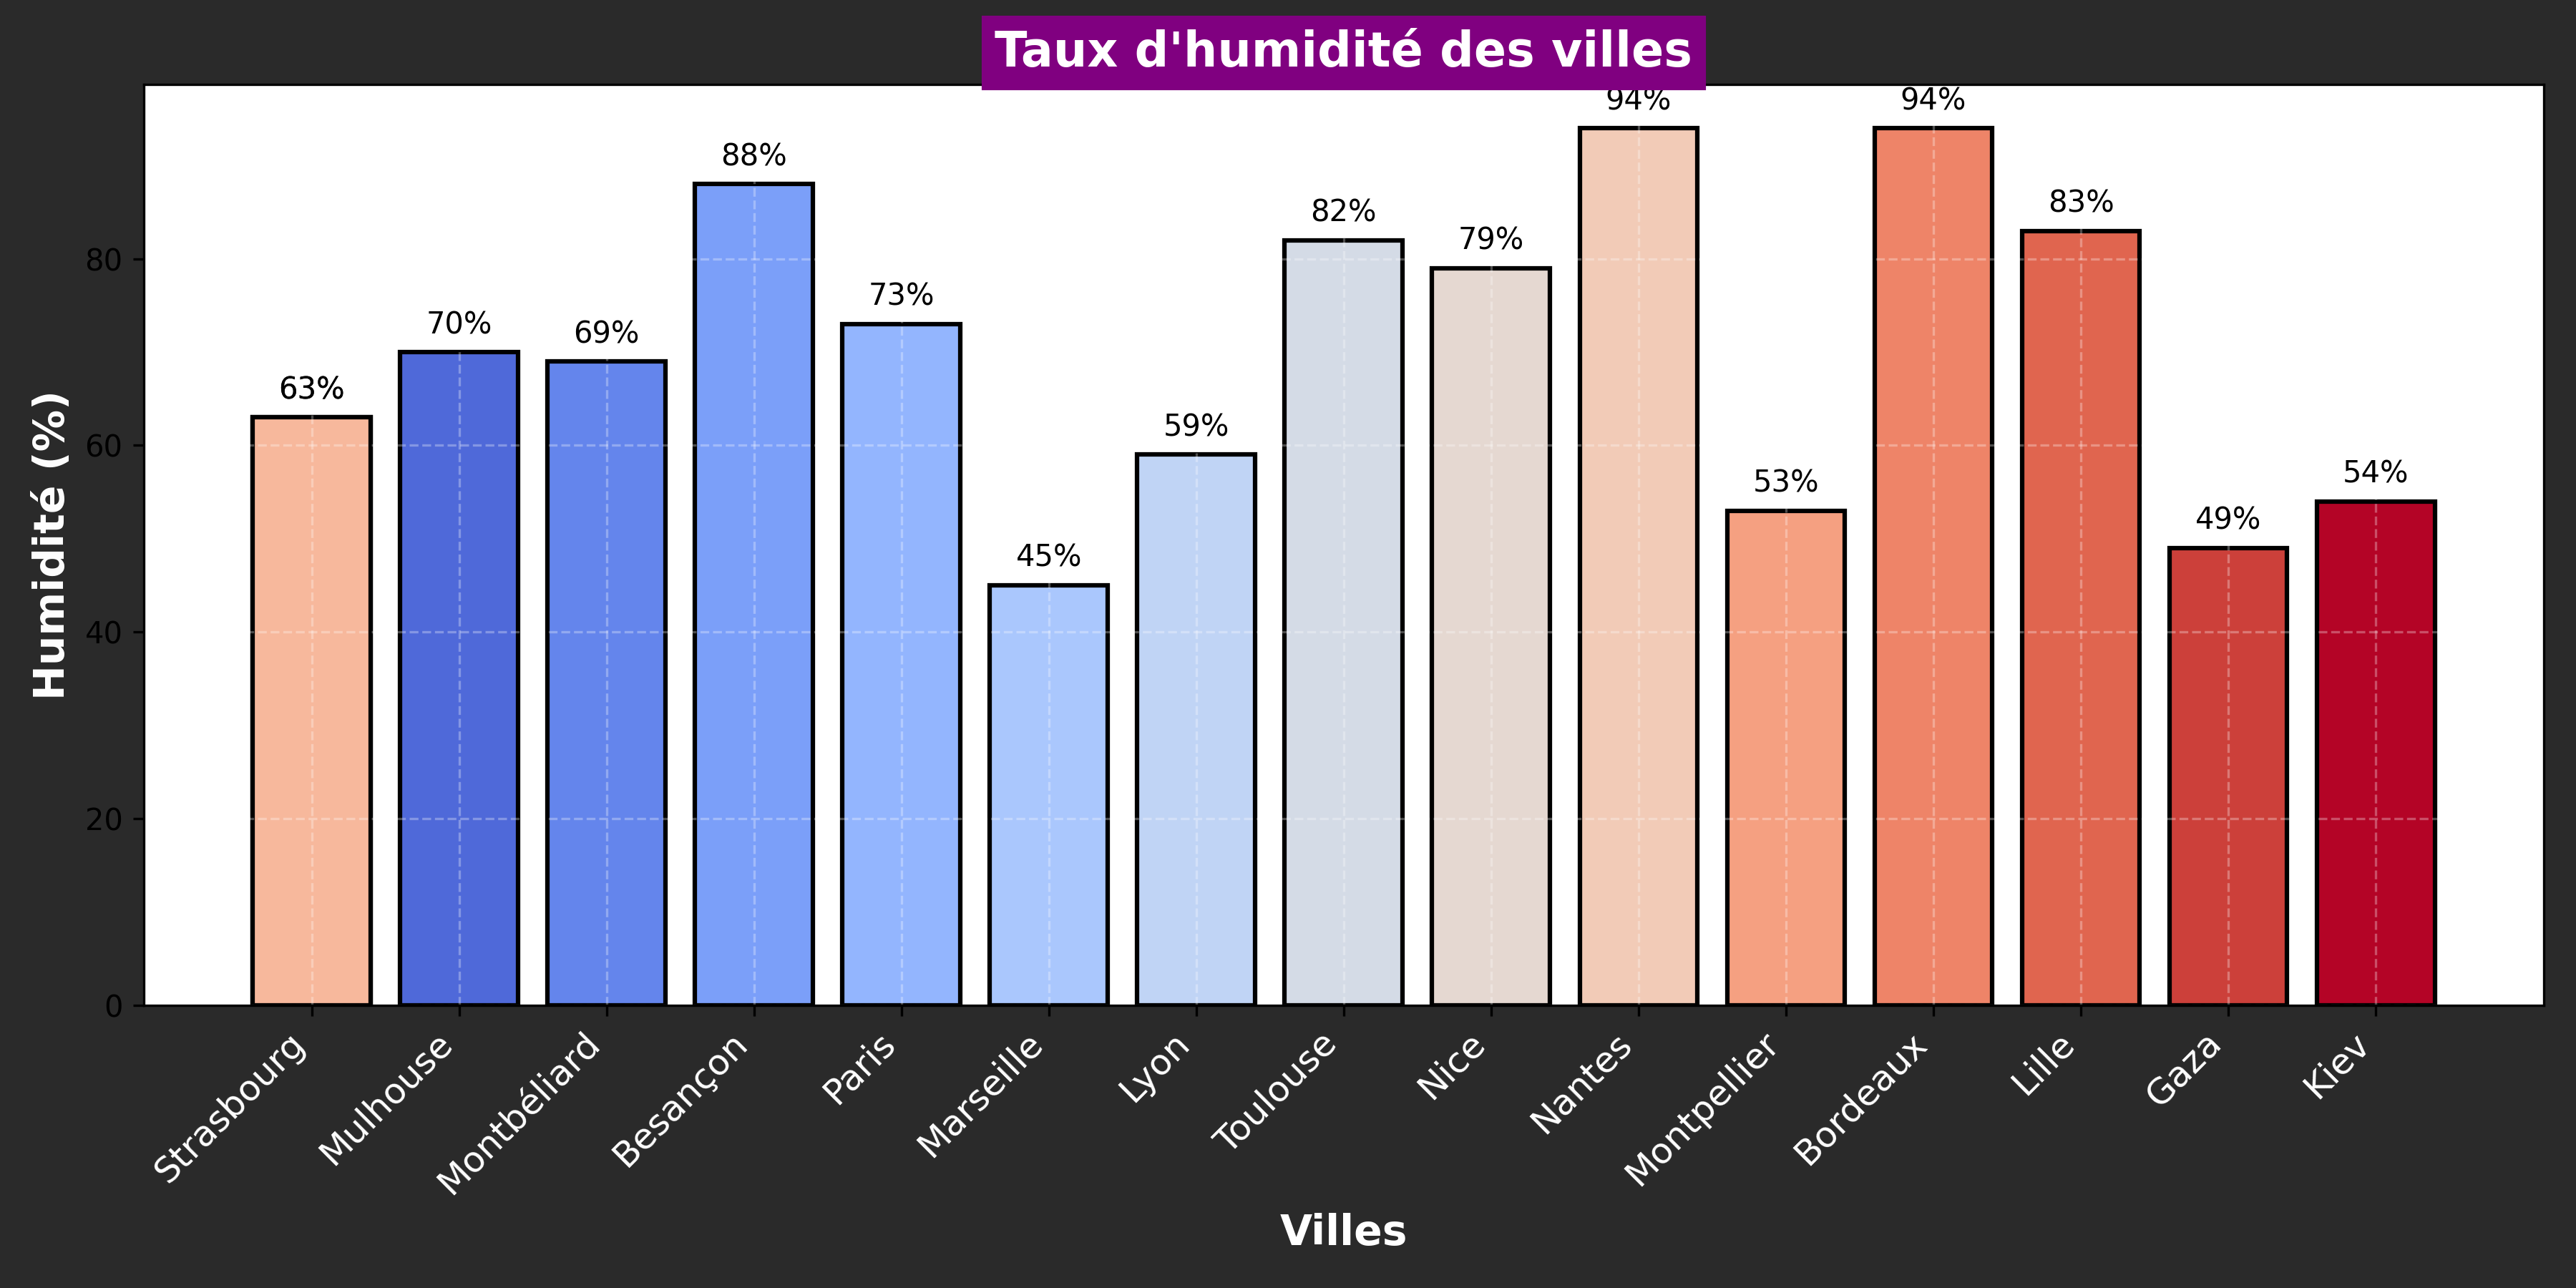 Taux d'humidité des villes
Humidité (%)
80
60
40
20
0
63%
70%
69%
88%
73%
45%
59%
82%
79%
94%
53%
94%
83%
49%
54%
Strasbourg
Mulhouse
Montbéliard
Besançon
Paris
Marseille
Lyon
Toulouse
Nice
Nantes
Montpellier
Bordeaux
Lille
Gaza
Kiev
Villes